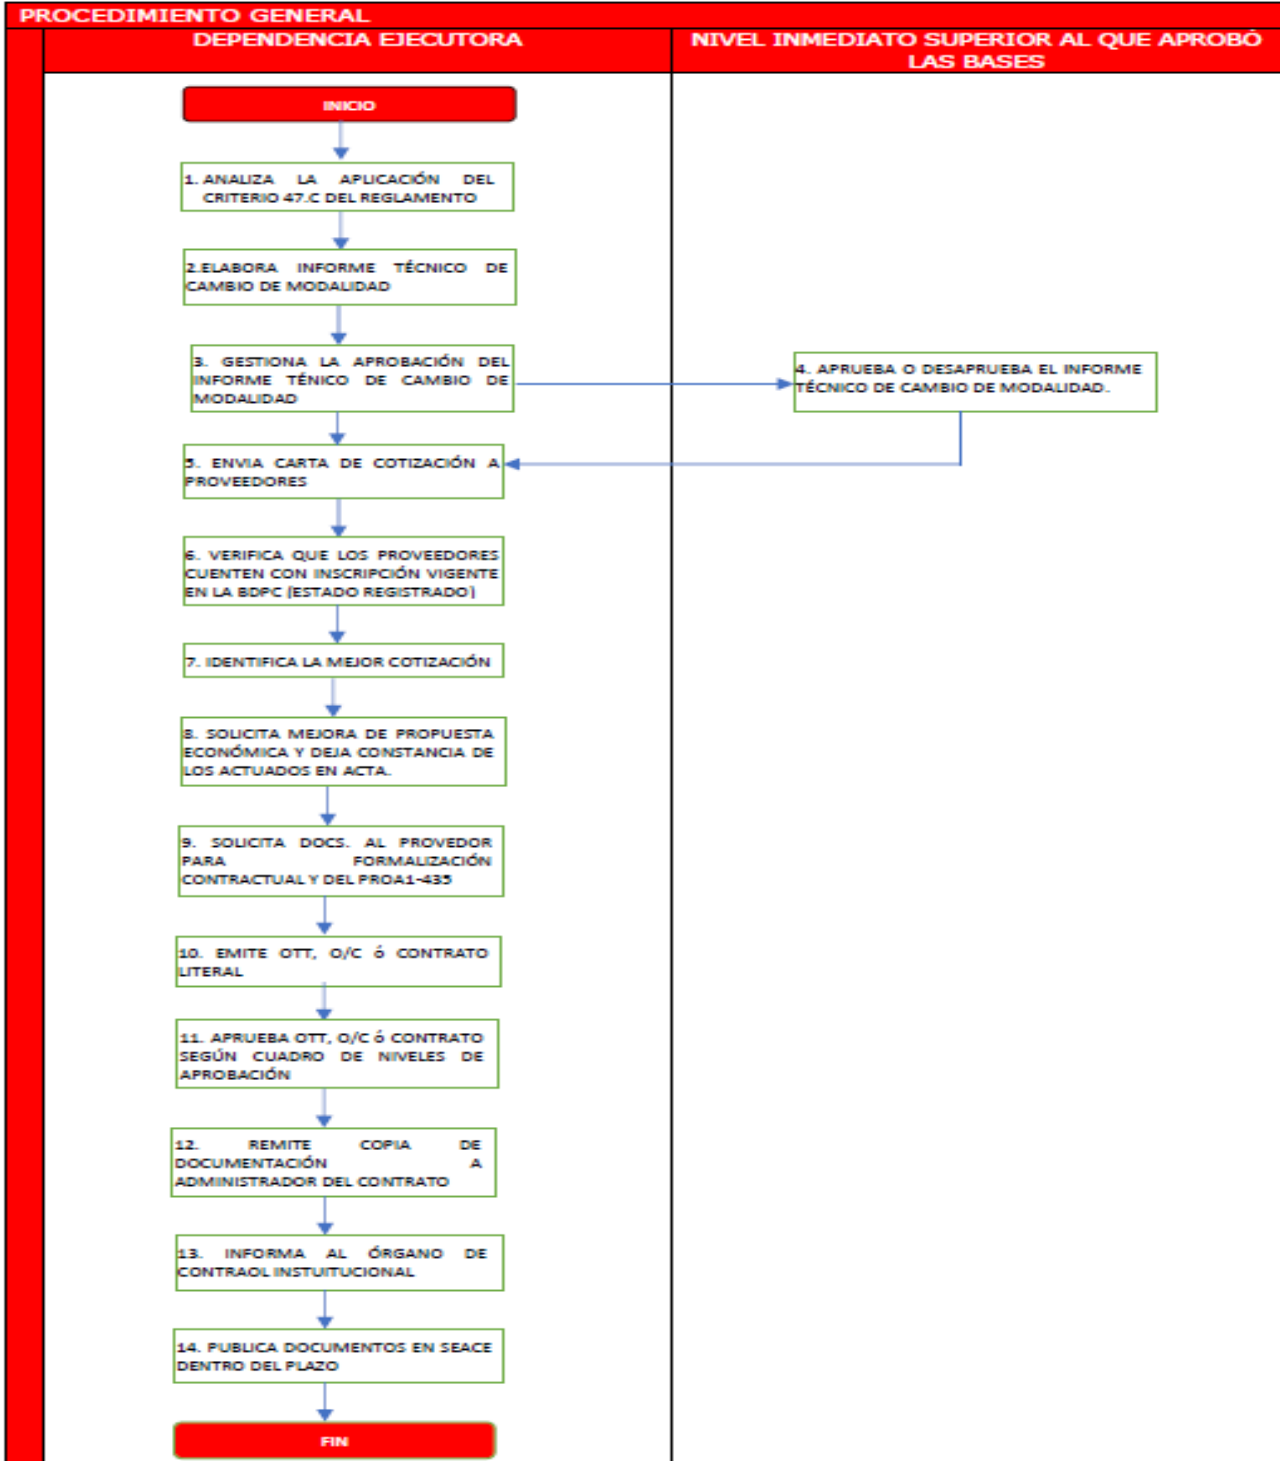 PROCEDIMIENTO GENERAL
DEPENDENCIA EJECUTORA
NIVEL INMEDIATO SUPERIOR AL QUE APROBÓ
LAS BASES
INICIO
1. ANALIZA LA APLICACIÓN DEL
CRITERIO 47.C DEL REGLAMENTO
2.ELABORA INFORME TÉCNICO DE
CAMBIO DE MODALIDAD
3. GESTIONA LA APROBACIÓN DEL
INFORME TÉNICO DE CAMBIO DE
MODALIDAD
4. APRUEBA O DESAPRUEBA EL INFORME
TÉCNICO DE CAMBIO DE MODALIDAD.
5. ENVIA CARTA DE COTIZACIÓN A
PROVEEDORES
6. VERIFICA QUE LOS PROVEEDORES
CUENTEN CON INSCRIPCIÓN VIGENTE
EN LA BDPC (ESTADO REGISTRADO)
7. IDENTIFICA LA MEJOR COTIZACIÓN
8. SOLICITA MEJORA DE PROPUESTA
ECONÓMICA Y DEJA CONSTANCIA DE
LOS ACTUADOS EN ACTA.
9. SOLICITA DOCS. AL PROVEDOR
PARA FORMALIZACIÓN
CONTRACTUAL Y DEL PROA1-435
10. EMITE OTT, O/C ó CONTRATO
LITERAL
11. APRUEBA OTT, O/C ó CONTRATO
SEGÚN CUADRO DE NIVELES DE
APROBACIÓN
12. REMITE COPIA DE
DOCUMENTACIÓN A
ADMINISTRADOR DEL CONTRATO
13. INFORMA AL ÓRGANO DE
CONTRAOL INSTUITUCIONAL
14. PUBLICA DOCUMENTOS EN SEACE
DENTRO DEL PLAZO
FIN